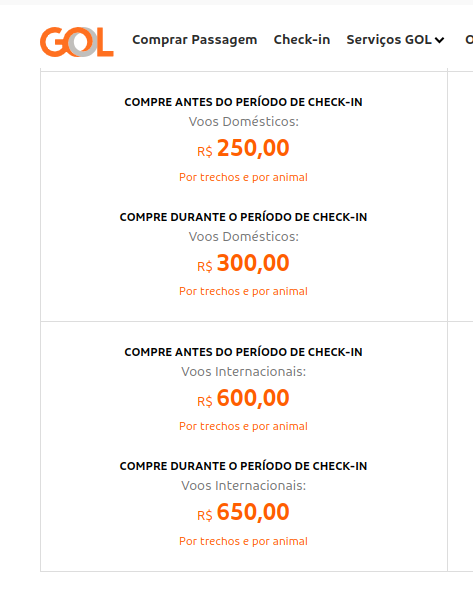 GOL Comprar Passagem Check-in Serviços GOL O
COMPRE ANTES DO PERÍODO DE CHECK-IN
Voos Domésticos:
R$ 250,00
Por trechos e por animal
COMPRE DURANTE O PERÍODO DE CHECK-IN
Voos Domésticos:
R$ 300,00
Por trechos e por animal
COMPRE ANTES DO PERÍODO DE CHECK-IN
Voos Internacionais:
R$ 600,00
Por trechos e por animal
COMPRE DURANTE O PERÍODO DE CHECK-IN
Voos Internacionais:
R$ 650,00
Por trechos e por animal